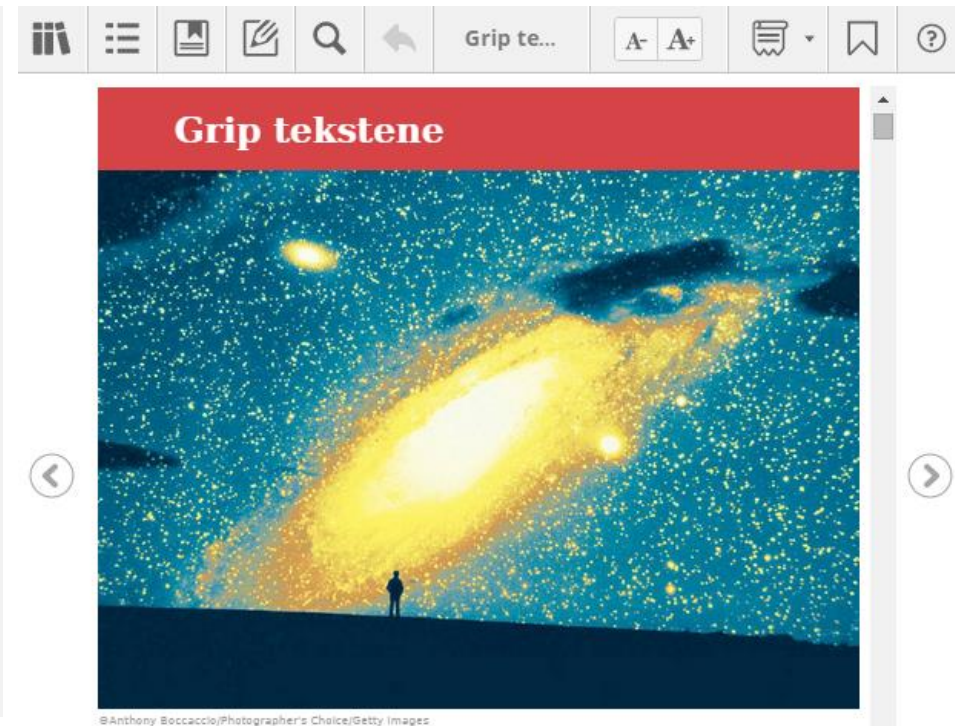 Grip te...
A- A+
?
Grip tekstene
©Anthony Boccaccio/Photographer's Choice/Getty Images